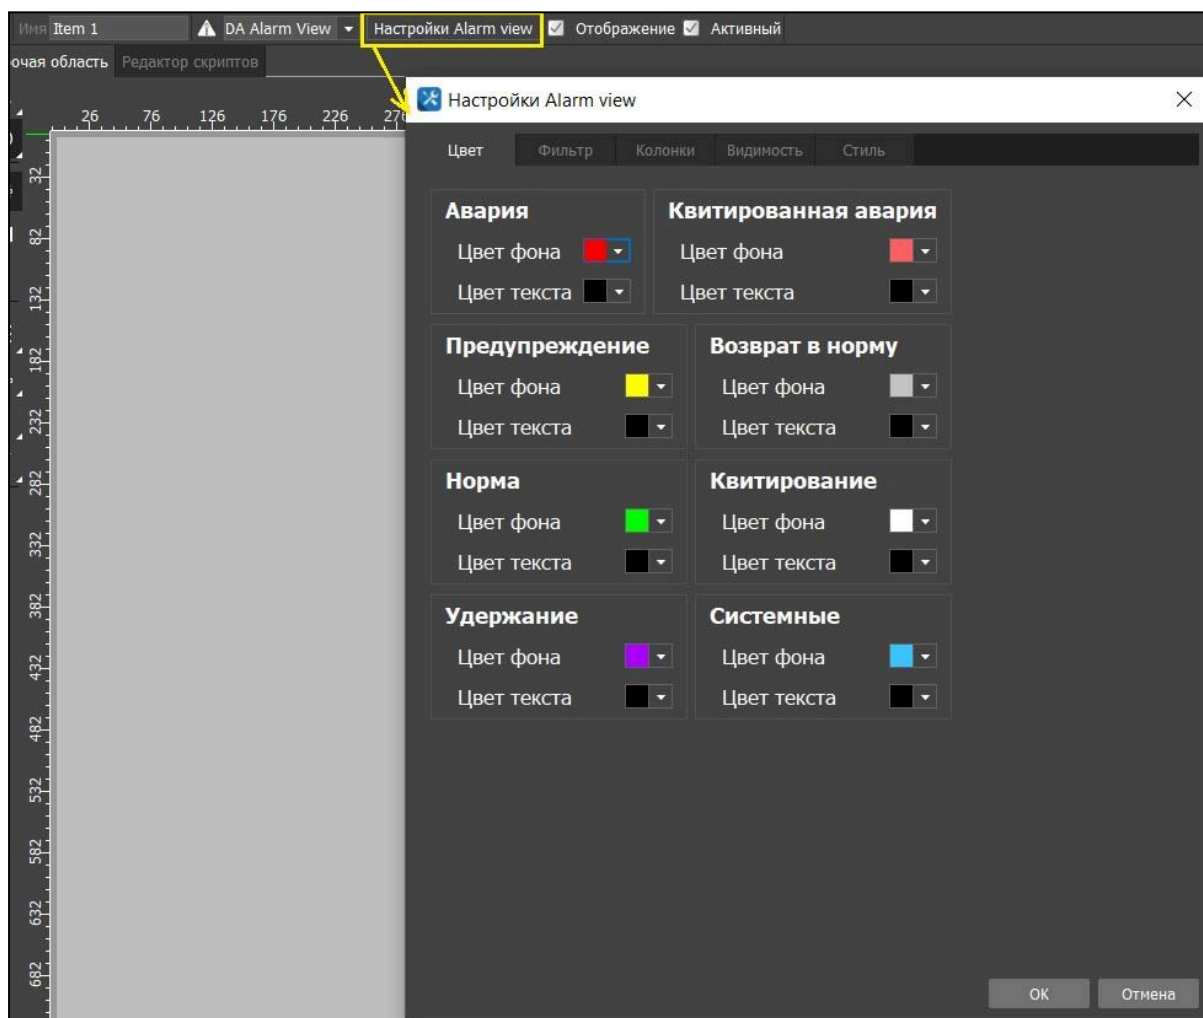 Имя Item 1 DA Alarm View Настройки Alarm view Отображение Активный
очая область Редактор скриптов
Настройки Alarm view
26 76 126 176 226 276
Цвет Фильтр Колонки Видимость Стиль
32
82
132
182
232
282
332
382
432
482
532
582
632
682
Авария Квитированная авария
Цвет фона Цвет фона
Цвет текста Цвет текста
Предупреждение Возврат в норму
Цвет фона Цвет фона
Цвет текста Цвет текста
Норма Квитирование
Цвет фона Цвет фона
Цвет текста Цвет текста
Удержание Системные
Цвет фона Цвет фона
Цвет текста Цвет текста
OK Отмена